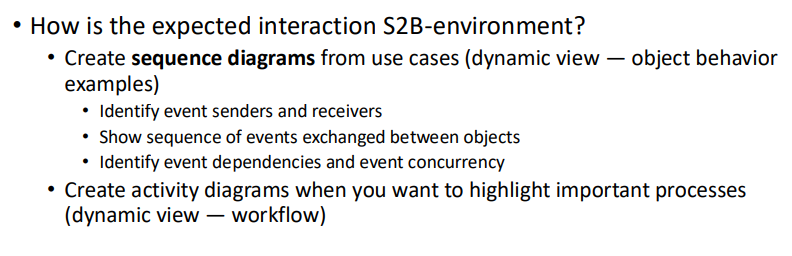 • How is the expected interaction S2B-environment?
• Create sequence diagrams from use cases (dynamic view — object behavior
examples)
• Identify event senders and receivers
• Show sequence of events exchanged between objects
• Identify event dependencies and event concurrency
• Create activity diagrams when you want to highlight important processes
(dynamic view — workflow)